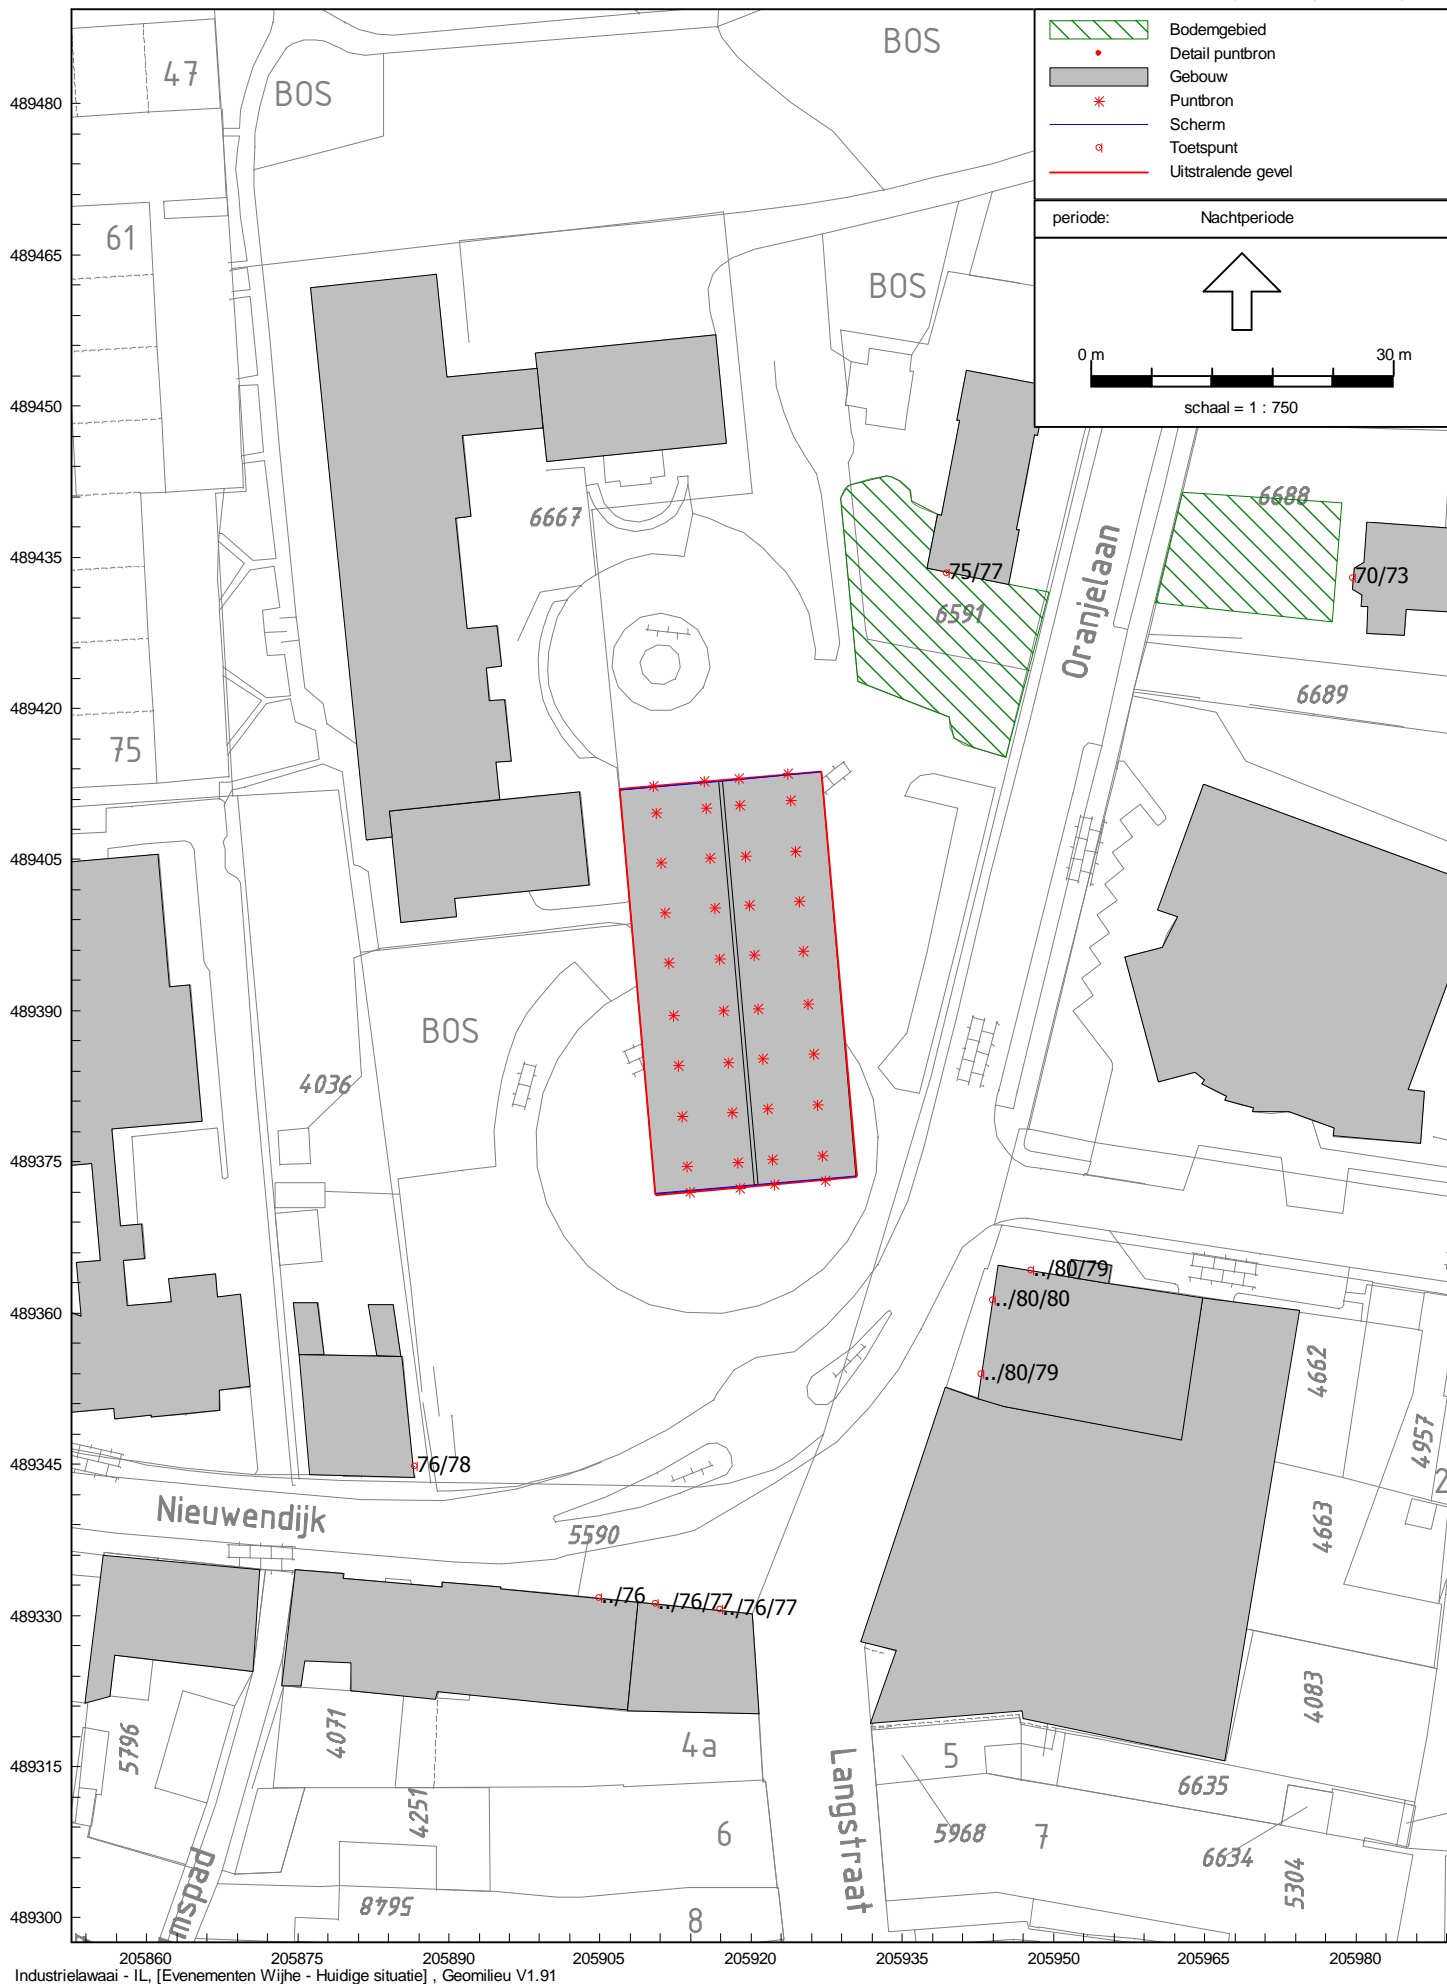 Bodemgebied
Detail puntbron
Gebouw
Puntbron
Scherm
Toetspunt
Uitstralende gevel
periode: Nachtperiode
0 m 30 m
schaal = 1 : 750
489480
489465
489450
489435
489420
489405
489390
489375
489360
489345
489330
489315
489300
47
BOS
BOS
61
BOS
6667
6688
75/77
70/73
6591
Oranjelaan
6689
75
BOS
4036
../80/79
../80/80
../80/79
4662
4957
76/78
2
Nieuwendijk
5590
4663
../76
../76/77
../76/77
4083
5796
4071
4a
5
6635
4251
Langstraat
6
5968
7
6634
5304
mspad
5648
8
205860 205875 205890 205905 205920 205935 205950 205965 205980
Industrielawaai - IL, [Evenementen Wijhe - Huidige situatie] , Geomilieu V1.91